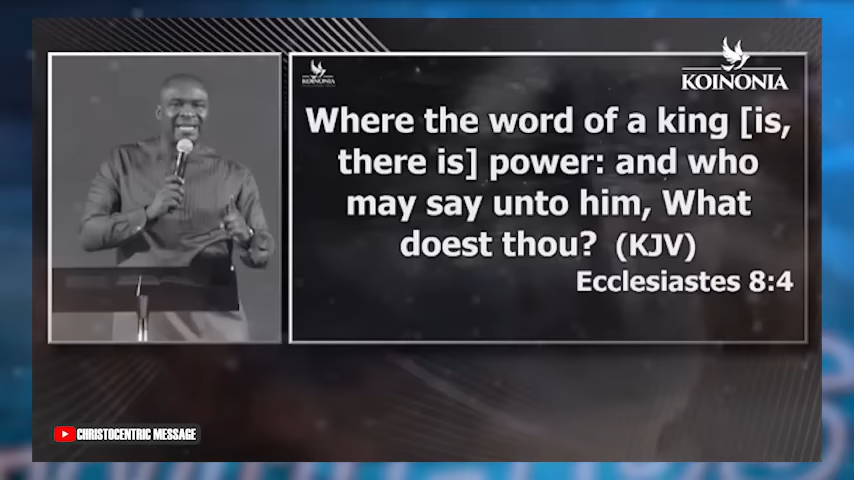 KOINONIA
KOINONIA
Where the word of a king [is,
there is] power: and who
may say unto him, What
doest thou? (KJV)
Ecclesiastes 8:4
CHRISTOCENTRIC MESSAGE